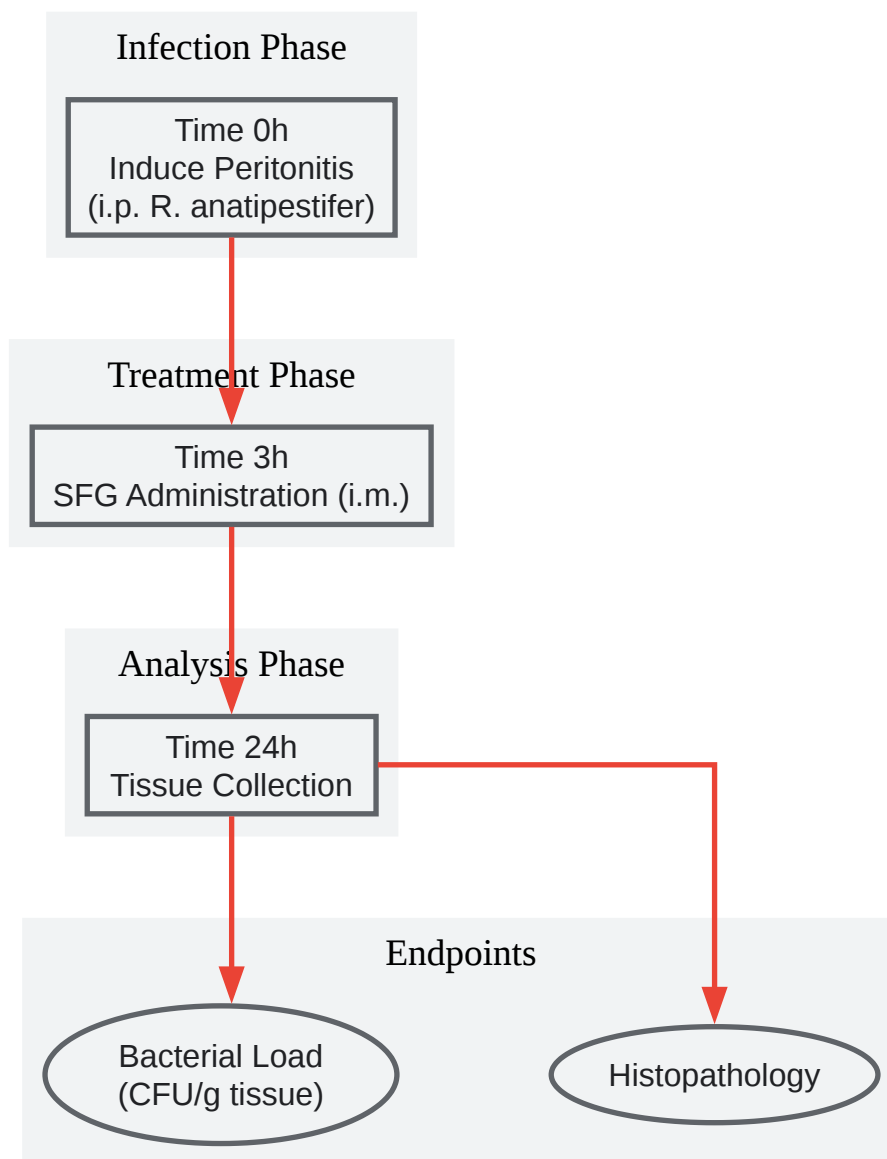 Infection Phase
Time 0h
Induce Peritonitis
(i.p. R. anatipestifer)
Treatment Phase
Time 3h
SFG Administration (i.m.)
Analysis Phase
Time 24h
Tissue Collection
Endpoints
Bacterial Load
(CFU/g tissue)
Histopathology